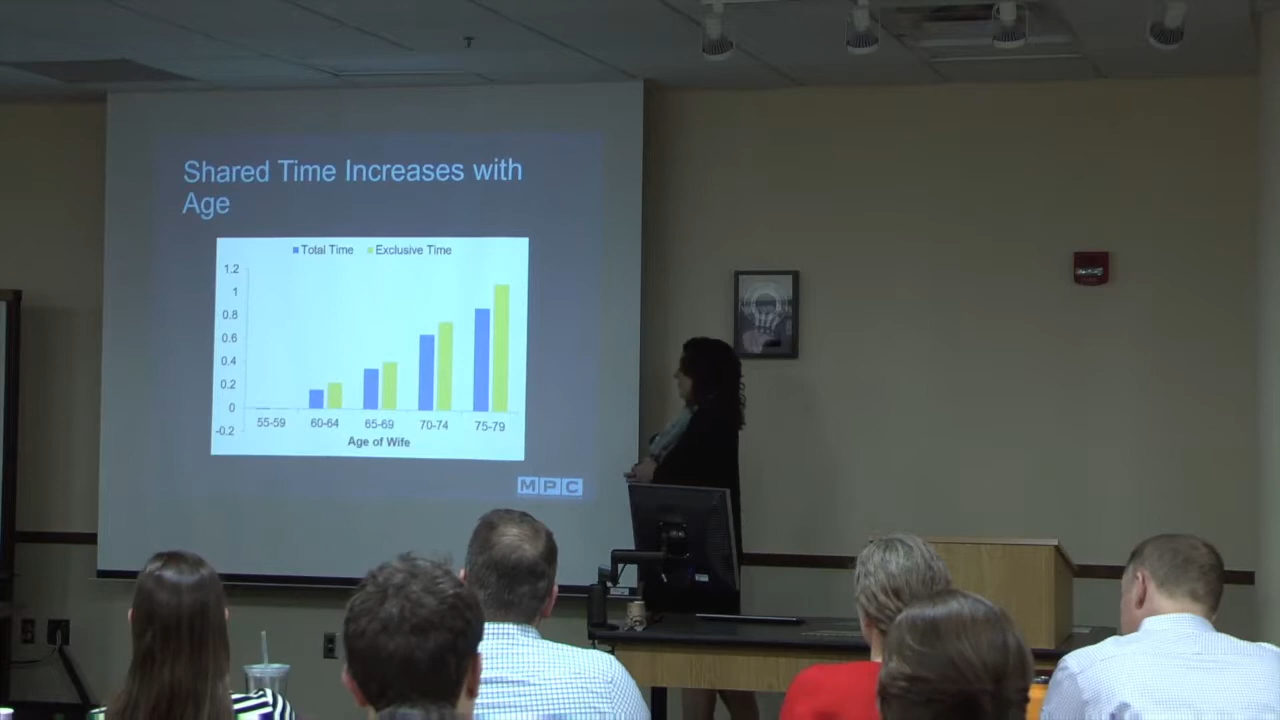 Shared Time Increases with
Age
Total Time Exclusive Time
1.2
1
0.8
0.6
0.4
0.2
0
-0.2
55-59 60-64 65-69 70-74 75-79
Age of Wife
MPC